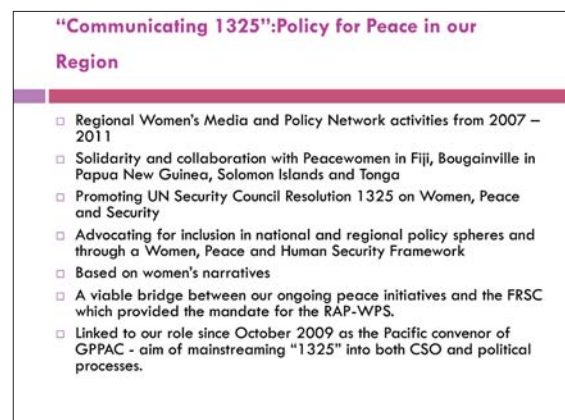 “Communicating 1325”:Policy for Peace in our
Region
Regional Women’s Media and Policy Network activities from 2007 –
2011
Solidarity and collaboration with Peacewomen in Fiji, Bougainville in
Papua New Guinea, Solomon Islands and Tonga
Promoting UN Security Council Resolution 1325 on Women, Peace
and Security
Advocating for inclusion in national and regional policy spheres and
through a Women, Peace and Human Security Framework
Based on women’s narratives
A viable bridge between our ongoing peace initiatives and the FRSC
which provided the mandate for the RAP-WPS.
Linked to our role since October 2009 as the Pacific convenor of
GPPAC - aim of mainstreaming “1325” into both CSO and political
processes.